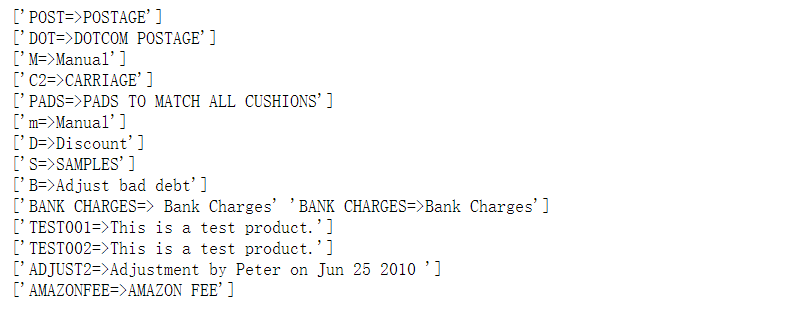 ['POST=>POSTAGE']
['DOT=>DOTCOM POSTAGE']
['M=>Manual']
['C2=>CARRIAGE']
['PADS=>PADS TO MATCH ALL CUSHIONS']
['m=>Manual']
['D=>Discount']
['S=>SAMPLES']
['B=>Adjust bad debt']
['BANK CHARGES=> Bank Charges' 'BANK CHARGES=>Bank Charges']
['TEST001=>This is a test product.']
['TEST002=>This is a test product.']
['ADJUST2=>Adjustment by Peter on Jun 25 2010 ']
['AMAZONFEE=>AMAZON FEE']